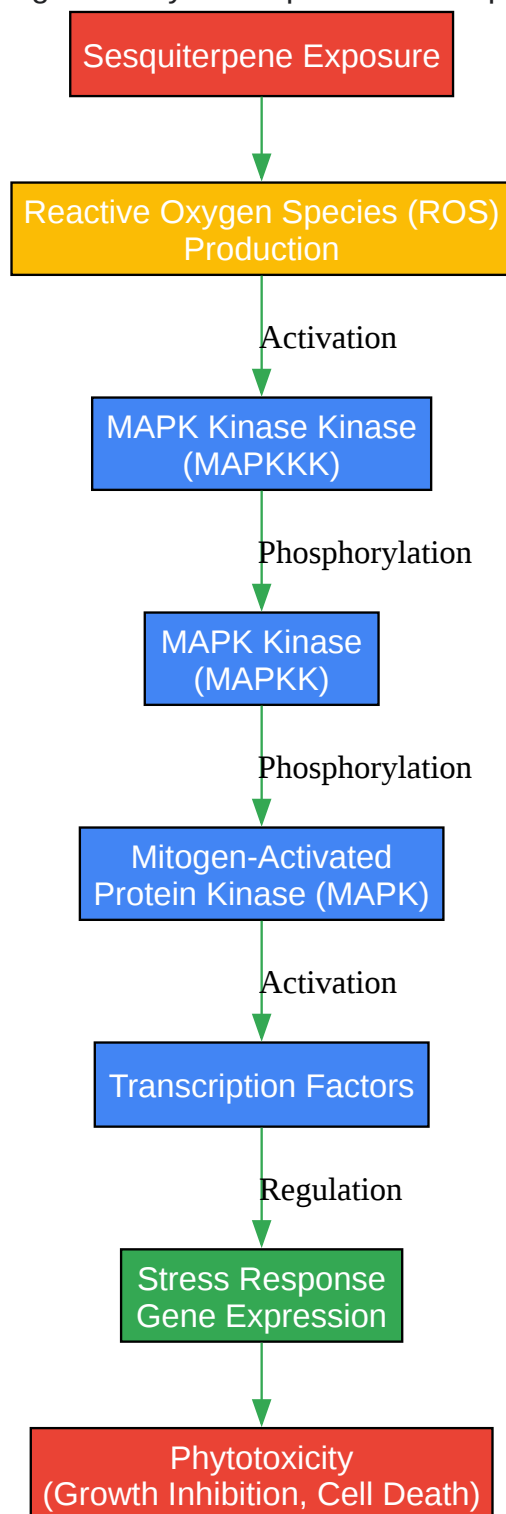 Sesquiterpene Exposure
Reactive Oxygen Species (ROS)
Production
Activation
MAPK Kinase Kinase
(MAPKKK)
Phosphorylation
MAPK Kinase
(MAPKK)
Phosphorylation
Mitogen-Activated
Protein Kinase (MAPK)
Activation
Transcription Factors
Regulation
Stress Response
Gene Expression
Phytotoxicity
(Growth Inhibition, Cell Death)